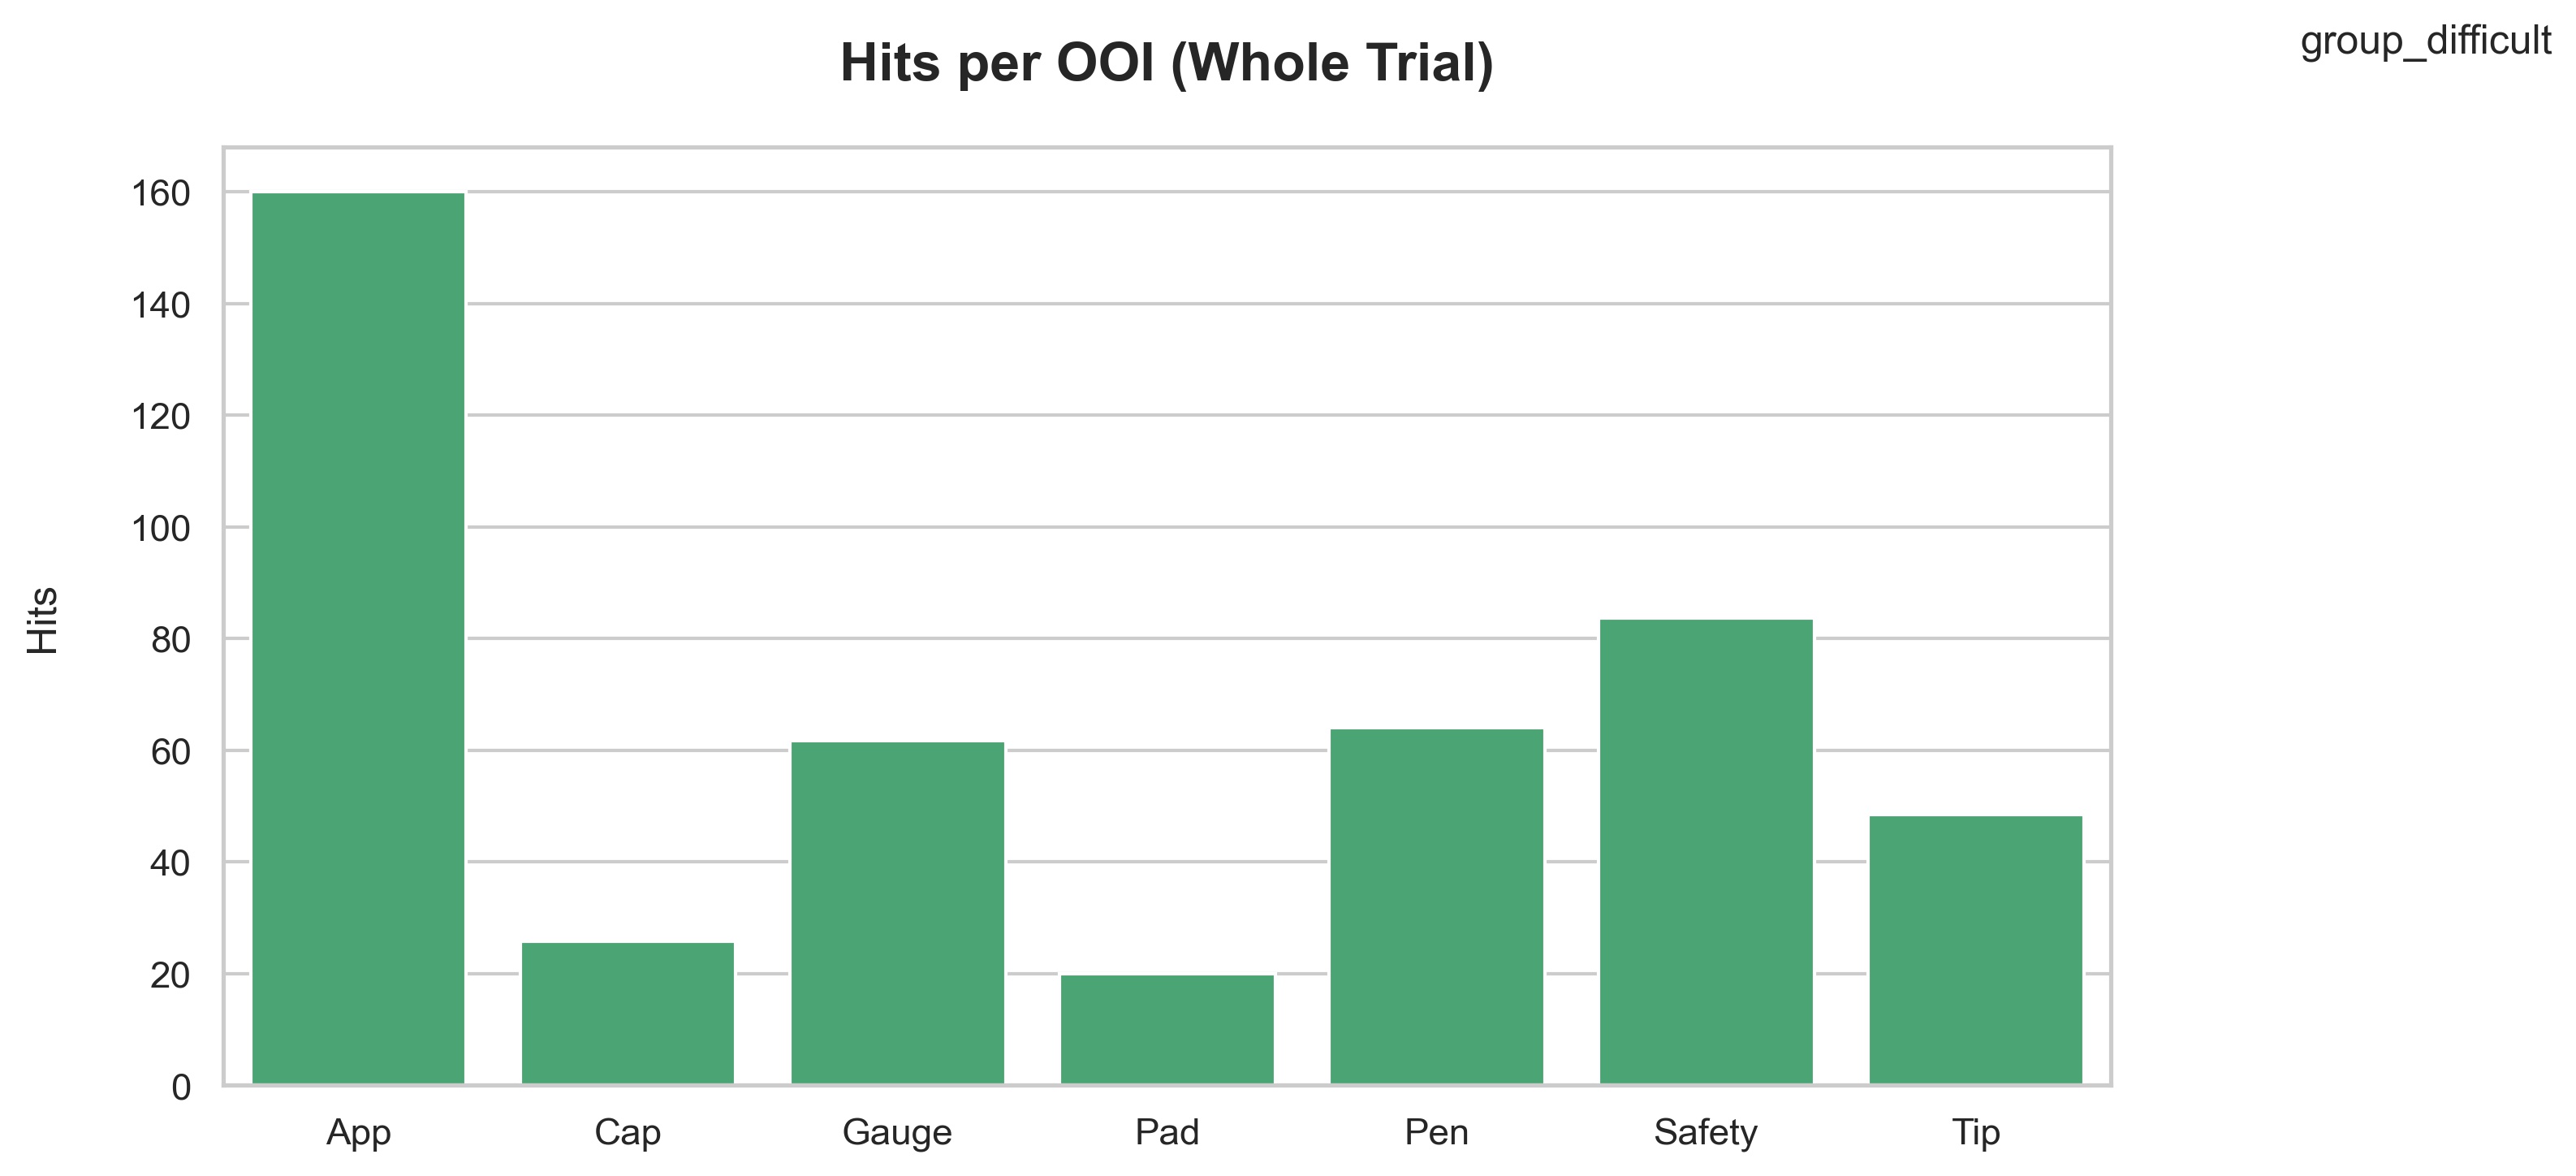 group_difficult
Hits per OOI (Whole Trial)
160
140
120
100
80
60
40
20
0
Hits
App Cap Gauge Pad Pen Safety Tip